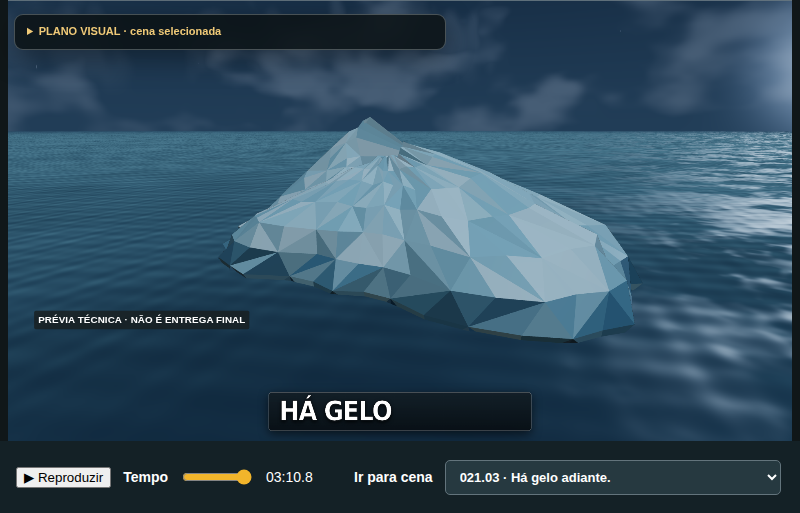 ▶ PLANO VISUAL · cena selecionada
PRÉVIA TÉCNICA · NÃO É ENTREGA FINAL
HÁ GELO
▶ Reproduzir Tempo 03:10.8 Ir para cena 021.03 · Há gelo adiante.